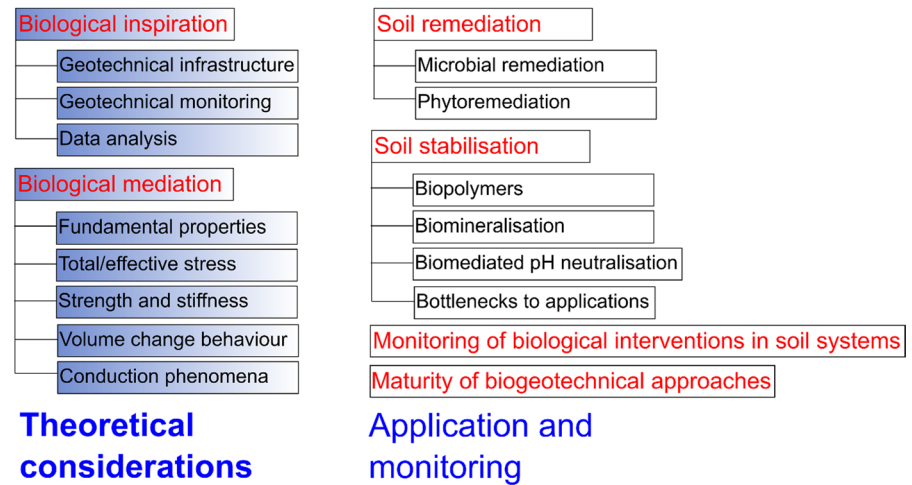 Biological inspiration
Geotechnical infrastructure
Geotechnical monitoring
Data analysis
Biological mediation
Fundamental properties
Total/effective stress
Strength and stiffness
Volume change behaviour
Conduction phenomena
Theoretical
considerations
Soil remediation
Microbial remediation
Phytoremediation
Soil stabilisation
Biopolymers
Biomineralisation
Biomediated pH neutralisation
Bottlenecks to applications
Monitoring of biological interventions in soil systems
Maturity of biogeotechnical approaches
Application and
monitoring